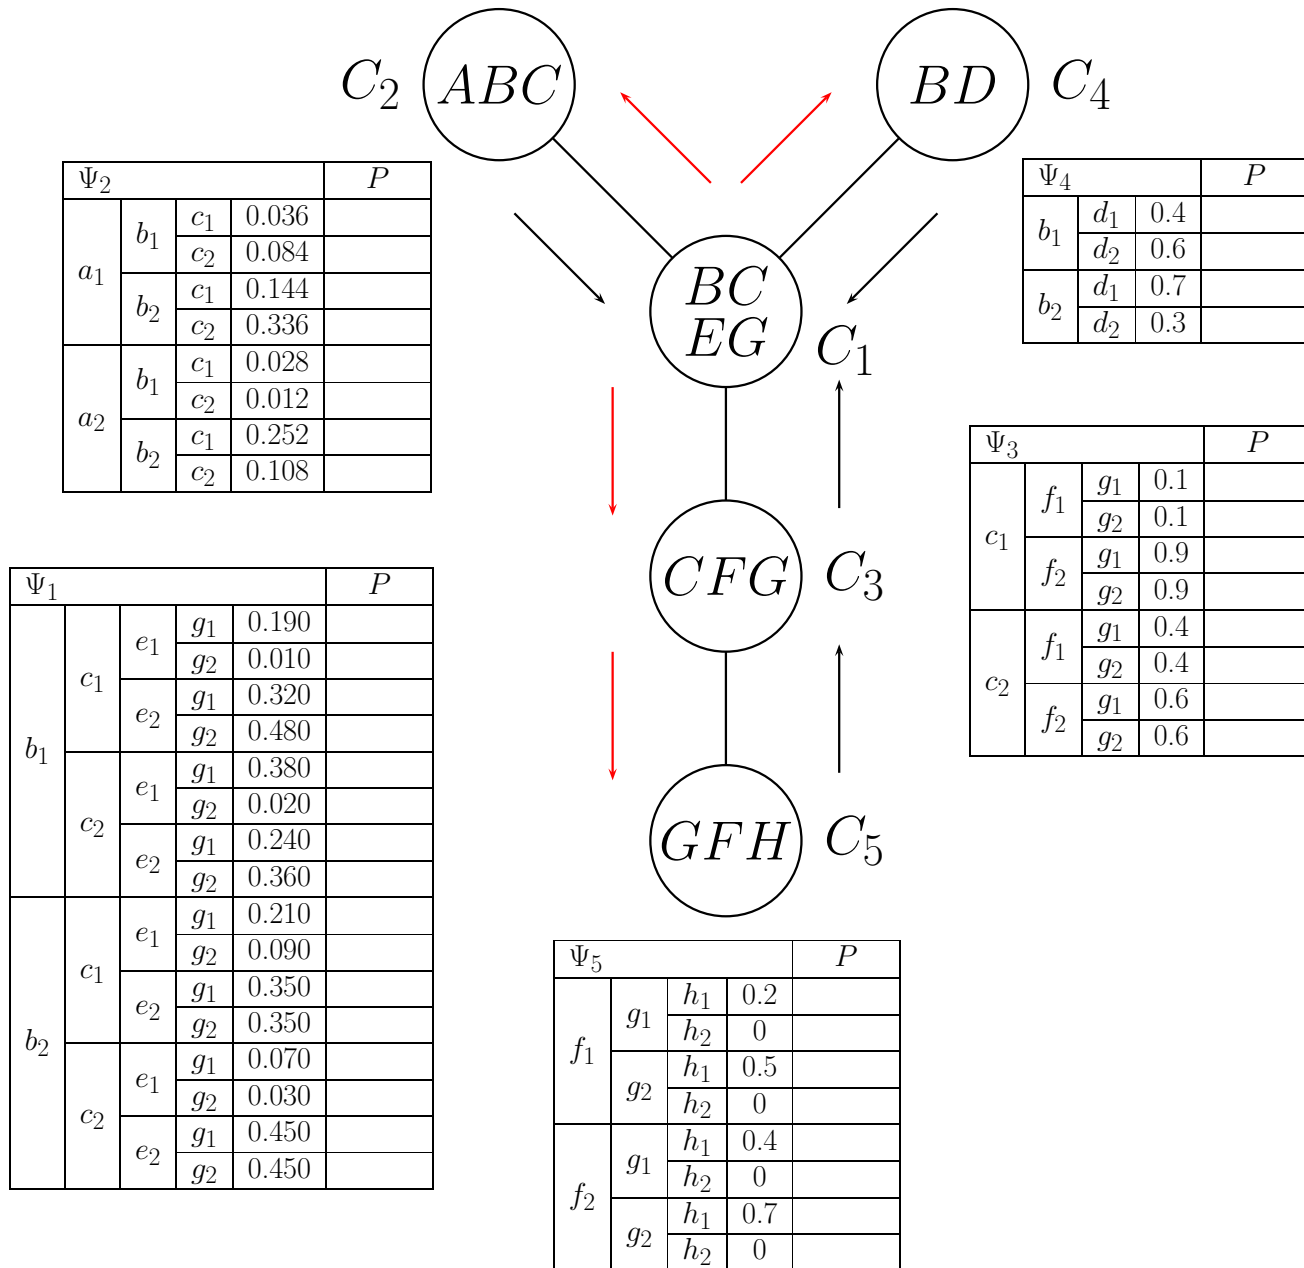 C2 ABC
BD C4
BC
EG
C1
CFG C3
GFH C5
Ψ2 P
a1 b1 c1 0.036
c2 0.084
b2 c1 0.144
c2 0.336
a2 b1 c1 0.028
c2 0.012
b2 c1 0.252
c2 0.108
Ψ4 P
b1 d1 0.4
d2 0.6
b2 d1 0.7
d2 0.3
Ψ3 P
c1 f1 g1 0.1
g2 0.1
f2 g1 0.9
g2 0.9
c2 f1 g1 0.4
g2 0.4
f2 g1 0.6
g2 0.6
Ψ1 P
b1 c1 e1 g1 0.190
g2 0.010
e2 g1 0.320
g2 0.480
c2 e1 g1 0.380
g2 0.020
e2 g1 0.240
g2 0.360
b2 c1 e1 g1 0.210
g2 0.090
e2 g1 0.350
g2 0.350
c2 e1 g1 0.070
g2 0.030
e2 g1 0.450
g2 0.450
Ψ5 P
f1 g1 h1 0.2
h2 0
g2 h1 0.5
h2 0
f2 g1 h1 0.4
h2 0
g2 h1 0.7
h2 0